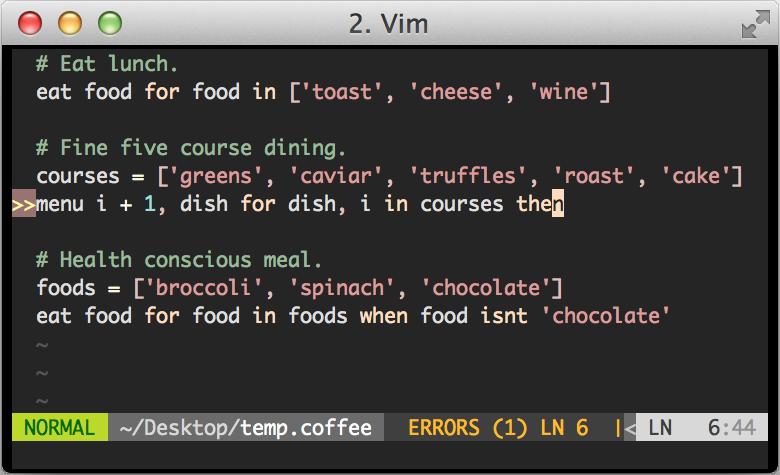 2. Vim
# Eat lunch.
eat food for food in ['toast', 'cheese', 'wine']
# Fine five course dining.
courses = ['greens', 'caviar', 'truffles', 'roast', 'cake']
>>menu i + 1, dish for dish, i in courses then
# Health conscious meal.
foods = ['broccoli', 'spinach', 'chocolate']
eat food for food in foods when food isnt 'chocolate'
~
~
~
NORMAL ~/Desktop/temp.coffee ERRORS (1) LN 6 |< LN 6:44